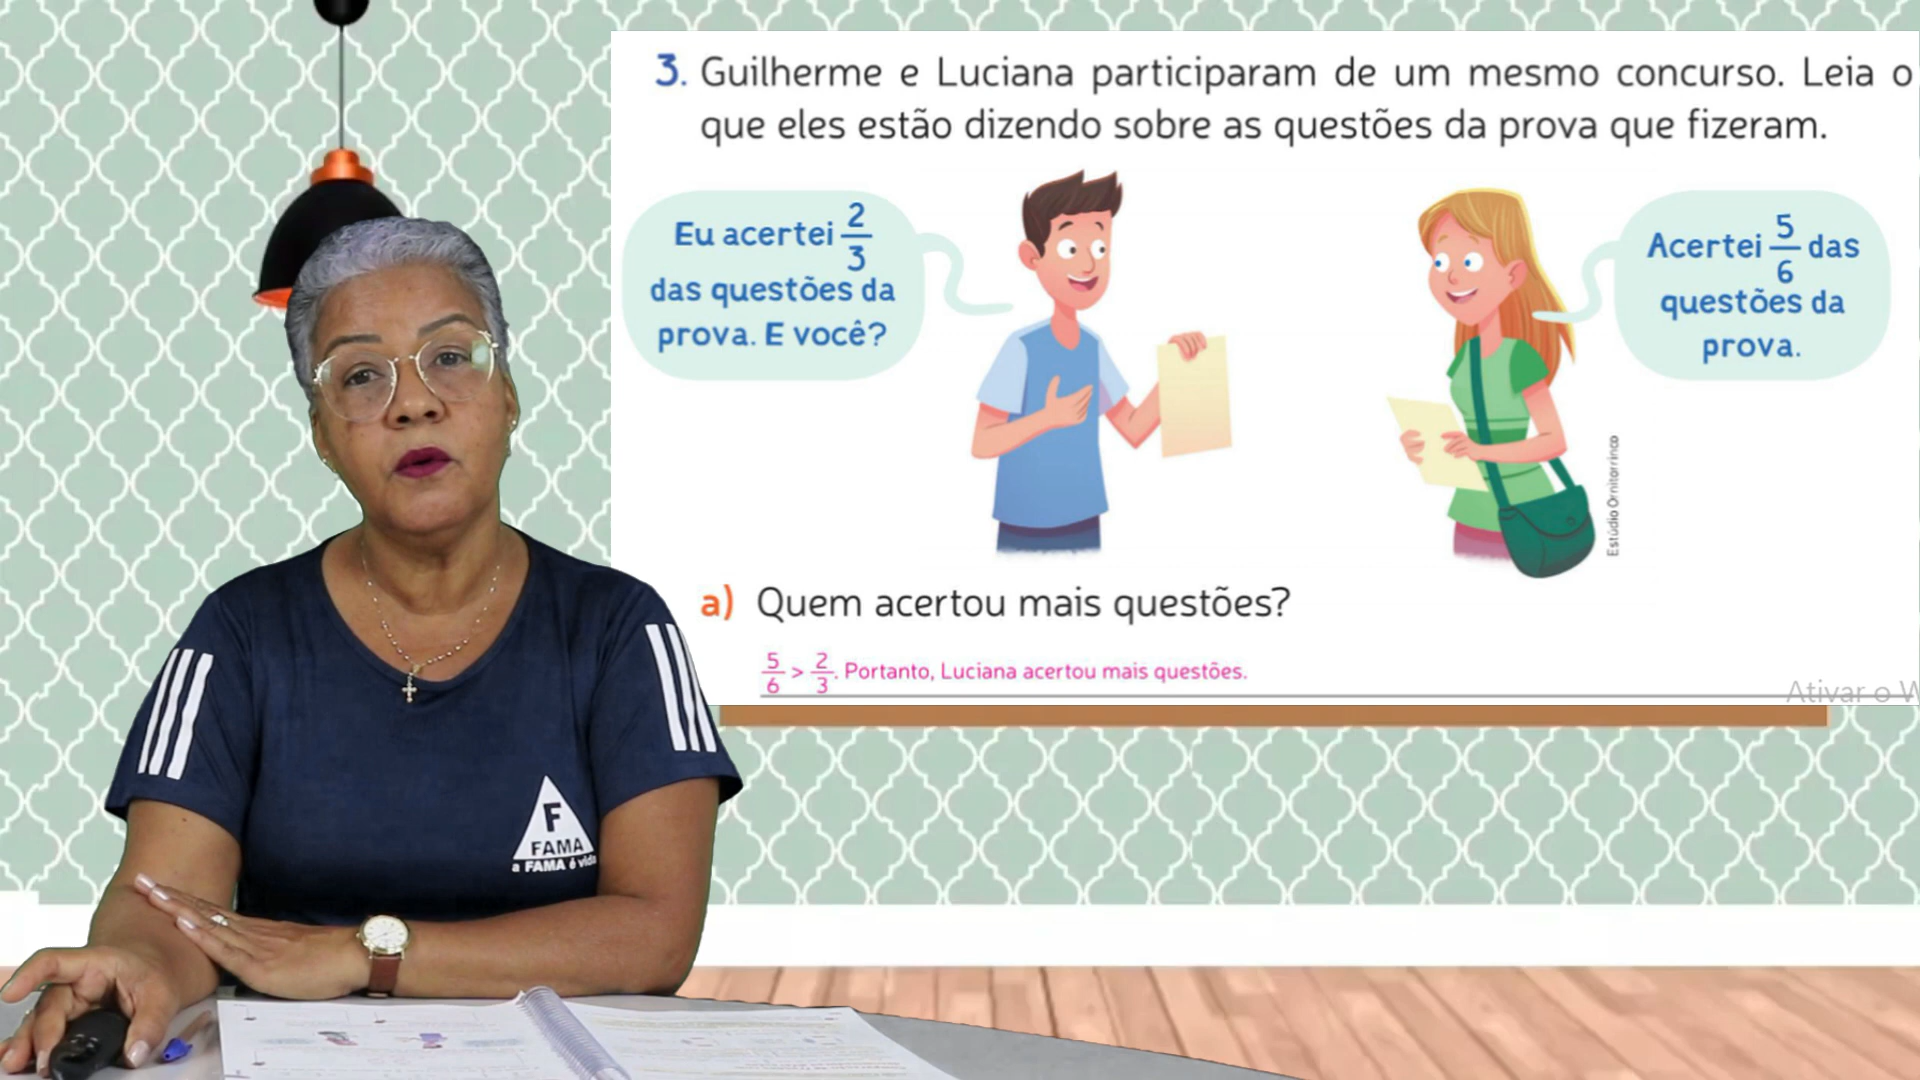 3. Guilherme e Luciana participaram de um mesmo concurso. Leia o
que eles estão dizendo sobre as questões da prova que fizeram.
Eu acertei 2/3
das questões da
prova. E você?
Acertei 5/6 das
questões da
prova.
Estúdio Ornitorrinco
a) Quem acertou mais questões?
5/6 > 2/3. Portanto, Luciana acertou mais questões.
Ativar o W
F
FAMA
a FAMA é vida